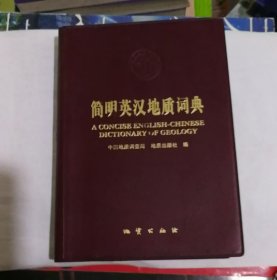 简明英汉地质词典
A CONCISE ENGLISH-CHINESE
DICTIONARY OF GEOLOGY
中国地质调查局 地质出版社 编
地质出版社